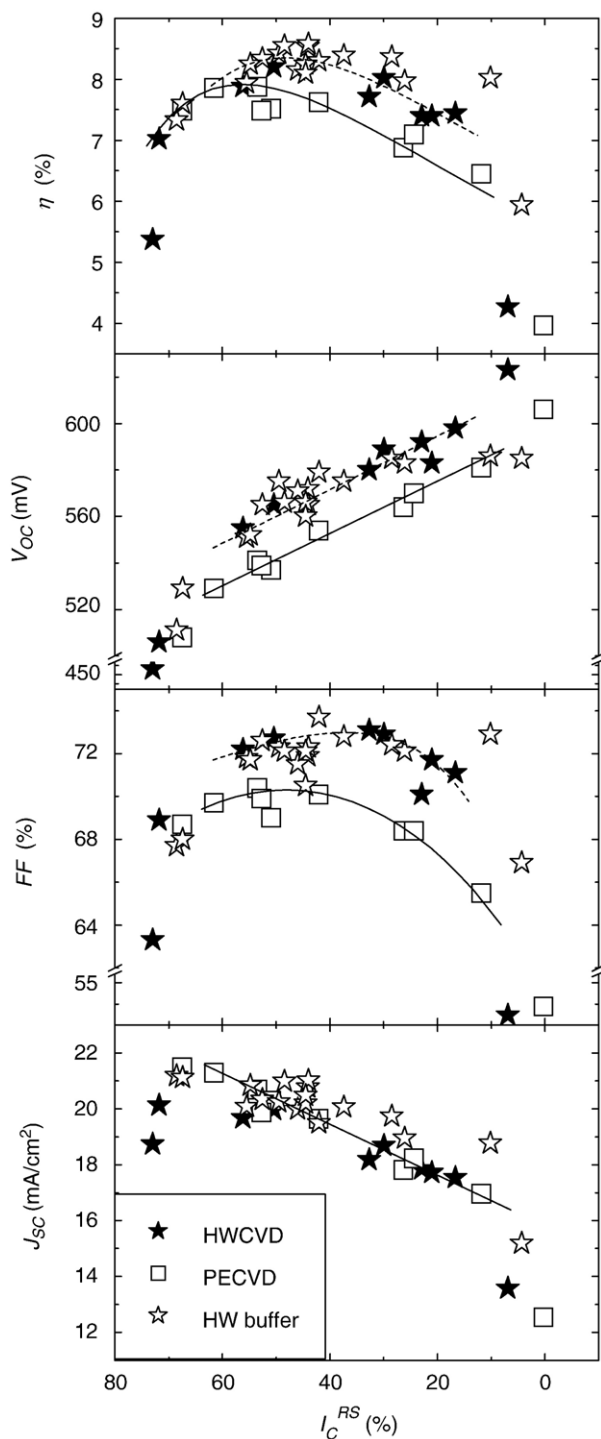 9
8
7
6
5
4
η (%)
600
560
520
450
V_OC (mV)
72
68
64
55
FF (%)
22
20
18
16
14
12
J_SC (mA/cm²)
HWCVD
PECVD
HW buffer
80 60 40 20 0
I_C^RS (%)